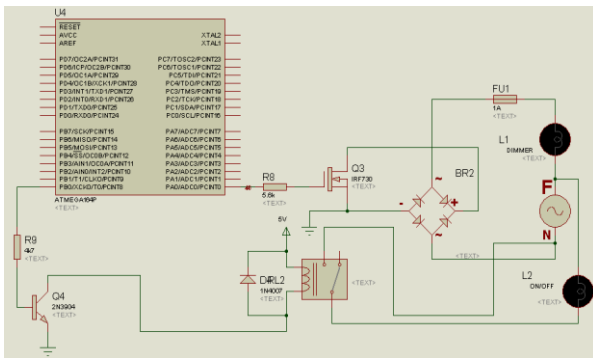 U4
RESET
AVCC
AREF
XTAL2
XTAL1
PD7/OC2A/PCINT31
PD6/ICP/OC2B/PCINT30
PD5/OC1A/PCINT29
PD4/OC1B/XCK1/PCINT28
PD3/INT1/TXD1/PCINT27
PD2/INT0/RXD1/PCINT26
PD1/TXD0/PCINT25
PD0/RXD0/PCINT24
PC7/TOSC2/PCINT23
PC6/TOSC1/PCINT22
PC5/TDI/PCINT21
PC4/TDO/PCINT20
PC3/TMS/PCINT19
PC2/TCK/PCINT18
PC1/SDA/PCINT17
PC0/SCL/PCINT16
PB7/SCK/PCINT15
PB6/MISO/PCINT14
PB5/MOSI/PCINT13
PB4/SS/OC0B/PCINT12
PB3/AIN1/OC0A/PCINT11
PB2/AIN0/INT2/PCINT10
PB1/T1/CLKO/PCINT9
PB0/XCK0/T0/PCINT8
PA7/ADC7/PCINT7
PA6/ADC6/PCINT6
PA5/ADC5/PCINT5
PA4/ADC4/PCINT4
PA3/ADC3/PCINT3
PA2/ADC2/PCINT2
PA1/ADC1/PCINT1
PA0/ADC0/PCINT0
ATMEGA164P
<TEXT>
R8
5.6k
<TEXT>
Q3
IRF730
<TEXT>
BR2
~
-
+
~
<TEXT>
FU1
1A
<TEXT>
L1
DIMMER
<TEXT>
F
N
<TEXT>
L2
ON/OFF
<TEXT>
5V
RL2
1N4007
<TEXT>
<TEXT>
R9
4k7
<TEXT>
Q4
2N3904
<TEXT>